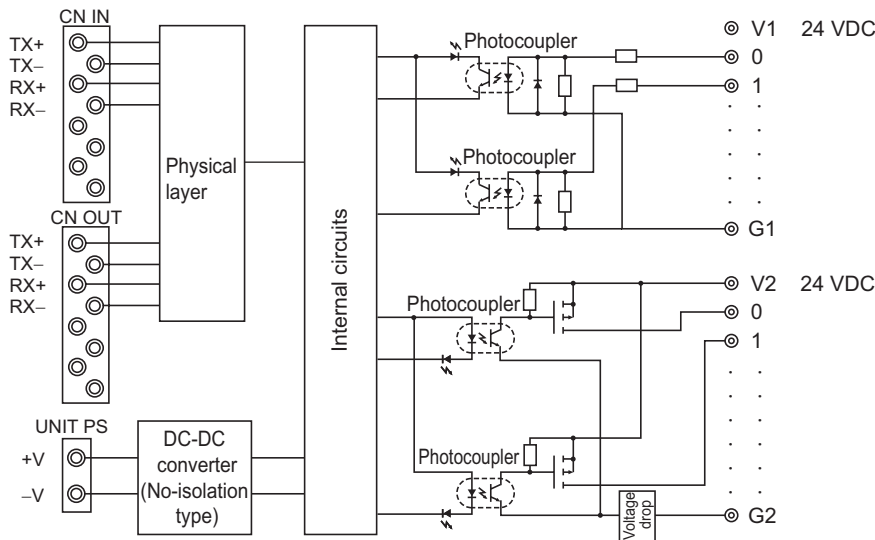 CN IN
TX+
TX−
RX+
RX−
Physical
layer
CN OUT
TX+
TX−
RX+
RX−
UNIT PS
+V
−V
DC-DC
converter
(No-isolation
type)
Internal circuits
Photocoupler
Photocoupler
V1 24 VDC
0
1
G1
Photocoupler
Photocoupler
V2 24 VDC
0
1
Voltage
drop
G2